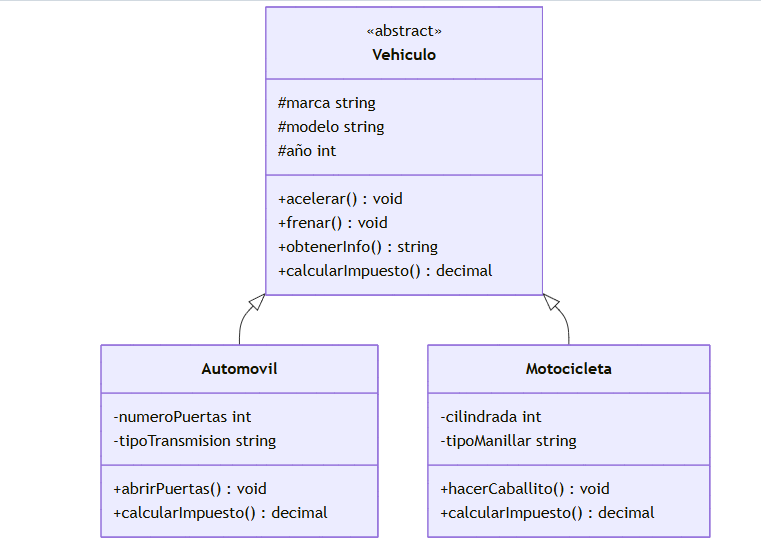 «abstract»
Vehiculo
#marca string
#modelo string
#año int
+acelerar() : void
+frenar() : void
+obtenerInfo() : string
+calcularImpuesto() : decimal
Automovil
-numeroPuertas int
-tipoTransmision string
+abrirPuertas() : void
+calcularImpuesto() : decimal
Motocicleta
-cilindrada int
-tipoManillar string
+hacerCaballito() : void
+calcularImpuesto() : decimal